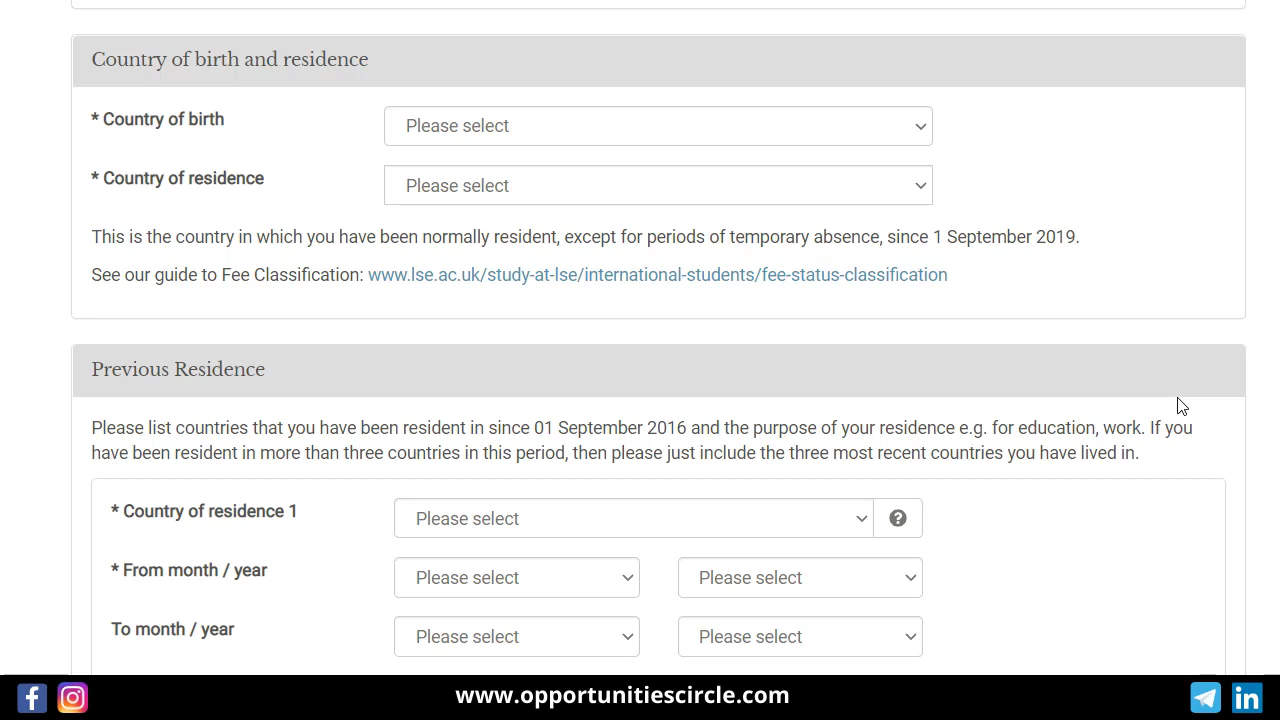 Country of birth and residence
* Country of birth
Please select
* Country of residence
Please select
This is the country in which you have been normally resident, except for periods of temporary absence, since 1 September 2019.
See our guide to Fee Classification: www.lse.ac.uk/study-at-lse/international-students/fee-status-classification
Previous Residence
Please list countries that you have been resident in since 01 September 2016 and the purpose of your residence e.g. for education, work. If you
have been resident in more than three countries in this period, then please just include the three most recent countries you have lived in.
* Country of residence 1
Please select
?
* From month / year
Please select
Please select
To month / year
Please select
Please select
www.opportunitiescircle.com